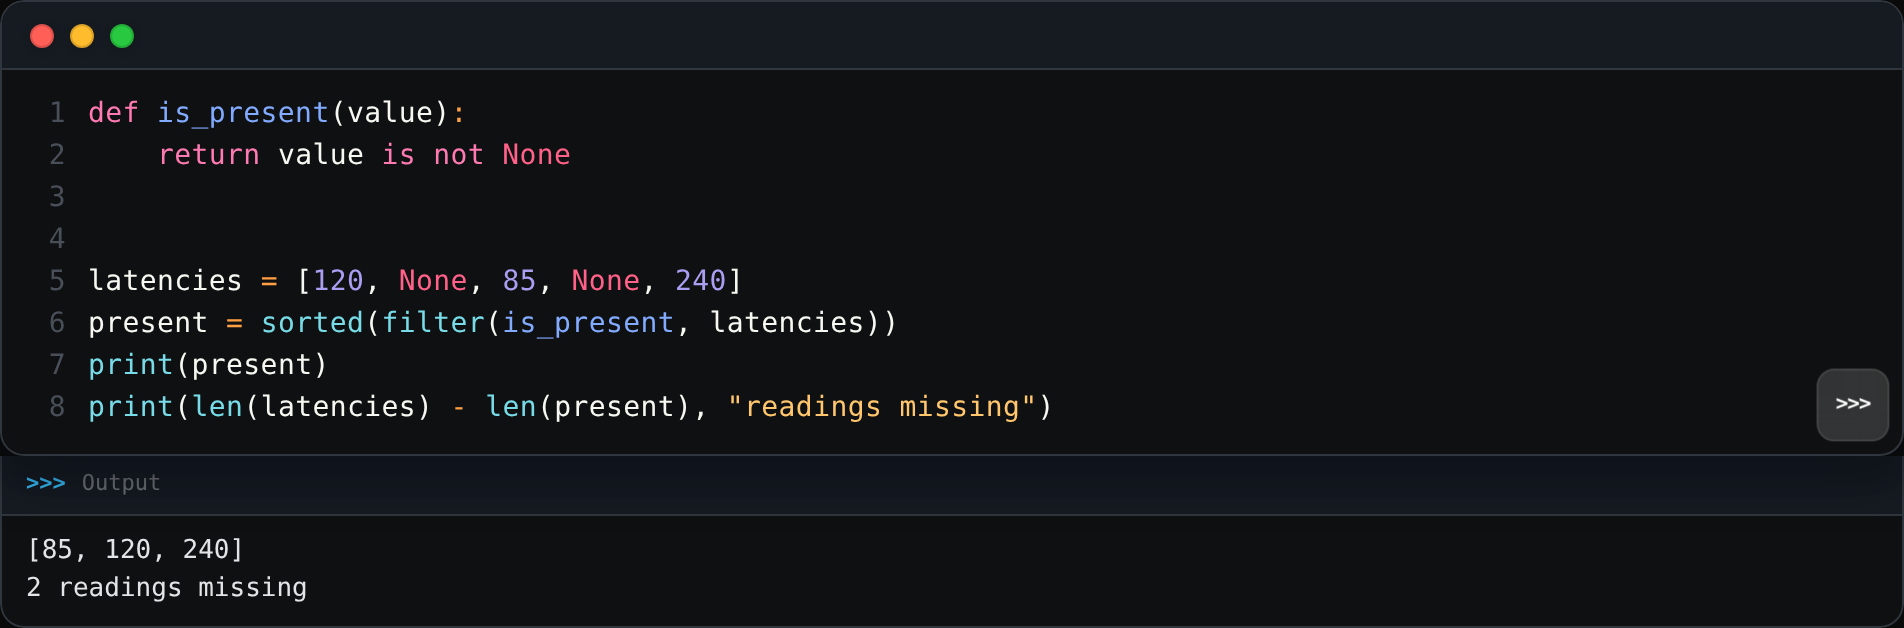 1 def is_present(value):
2     return value is not None
3
4
5 latencies = [120, None, 85, None, 240]
6 present = sorted(filter(is_present, latencies))
7 print(present)
8 print(len(latencies) - len(present), "readings missing")
>>>
>>> Output
[85, 120, 240]
2 readings missing